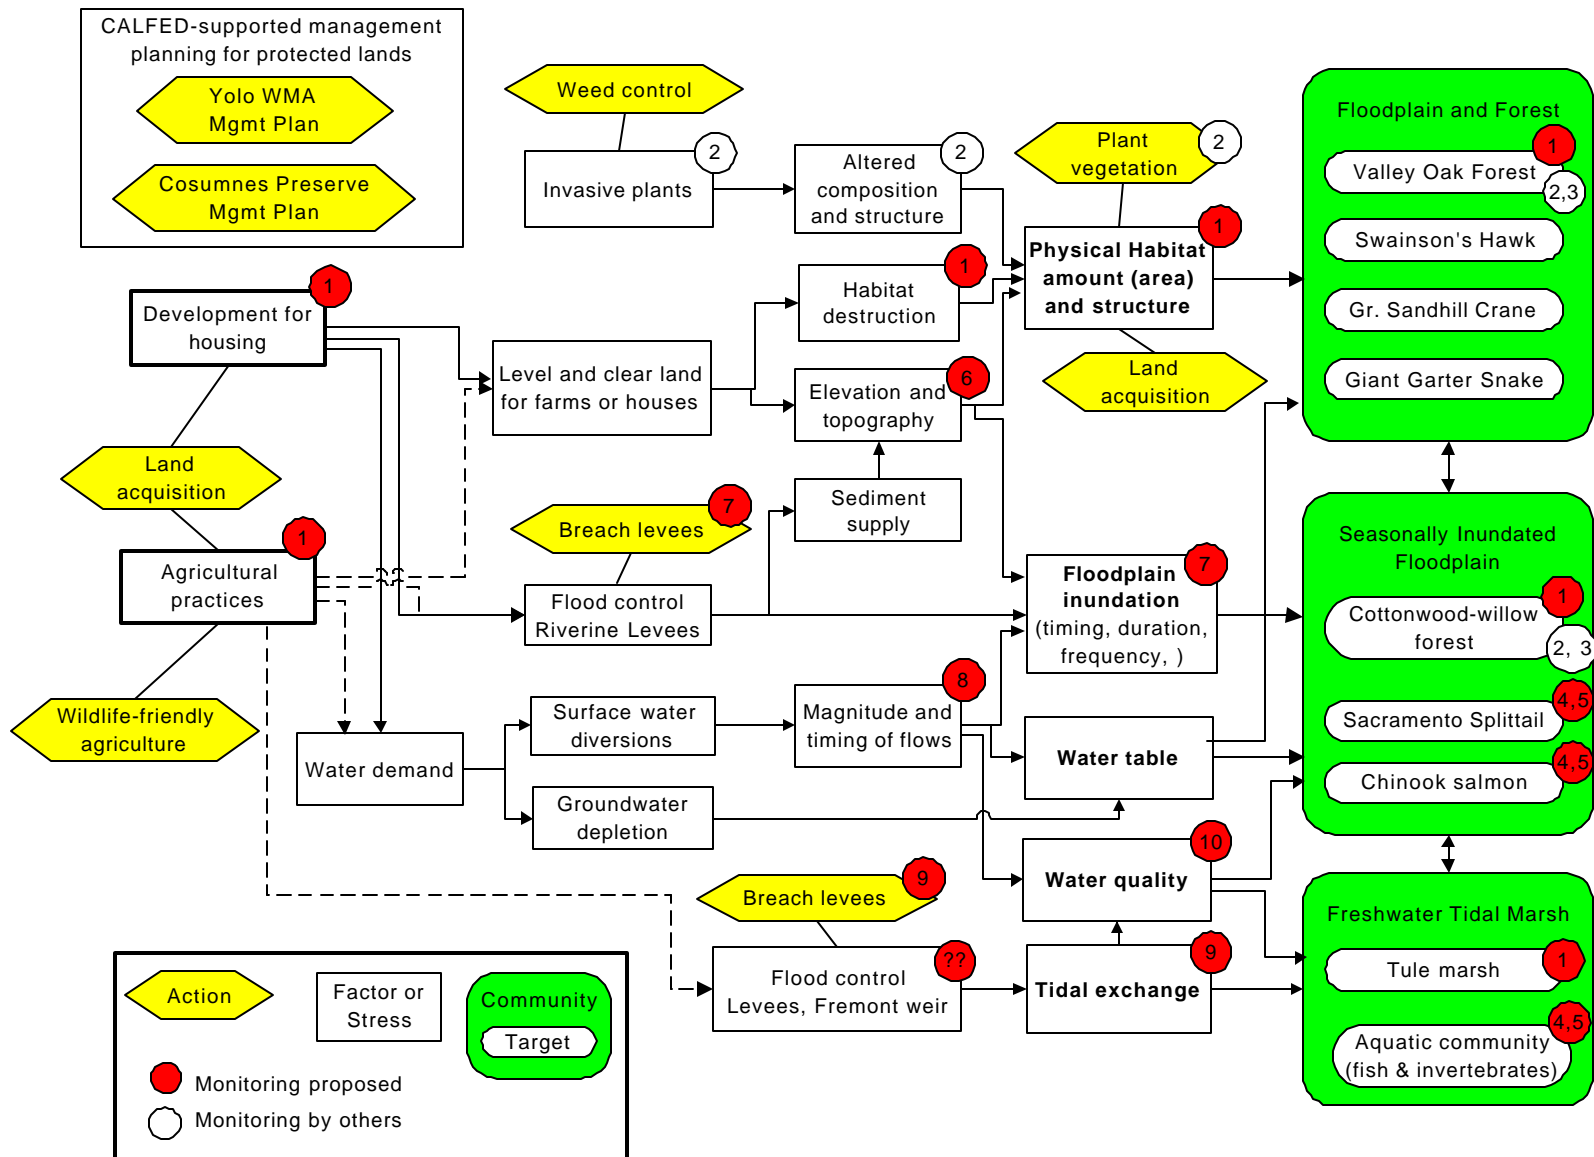 CALFED-supported management
planning for protected lands
Yolo WMA
Mgmt Plan
Cosumnes Preserve
Mgmt Plan
Weed control
2
Invasive plants
2
Altered
composition
and structure
Plant
vegetation
2
1
Physical Habitat
amount (area)
and structure
Land
acquisition
1
Development for
housing
Land
acquisition
1
Agricultural
practices
Wildlife-friendly
agriculture
Level and clear land
for farms or houses
1
Habitat
destruction
6
Elevation and
topography
Sediment
supply
7
Breach levees
Flood control
Riverine Levees
7
Floodplain
inundation
(timing, duration,
frequency, )
Water demand
Surface water
diversions
Groundwater
depletion
8
Magnitude and
timing of flows
Water table
10
Water quality
9
Breach levees
??
Flood control
Levees, Fremont weir
9
Tidal exchange
Floodplain and Forest
1
Valley Oak Forest
2,3
Swainson's Hawk
Gr. Sandhill Crane
Giant Garter Snake
Seasonally Inundated
Floodplain
1
Cottonwood-willow
forest
2, 3
4,5
Sacramento Splittail
4,5
Chinook salmon
Freshwater Tidal Marsh
1
Tule marsh
4,5
Aquatic community
(fish & invertebrates)
Action
Factor or
Stress
Community
Target
Monitoring proposed
Monitoring by others